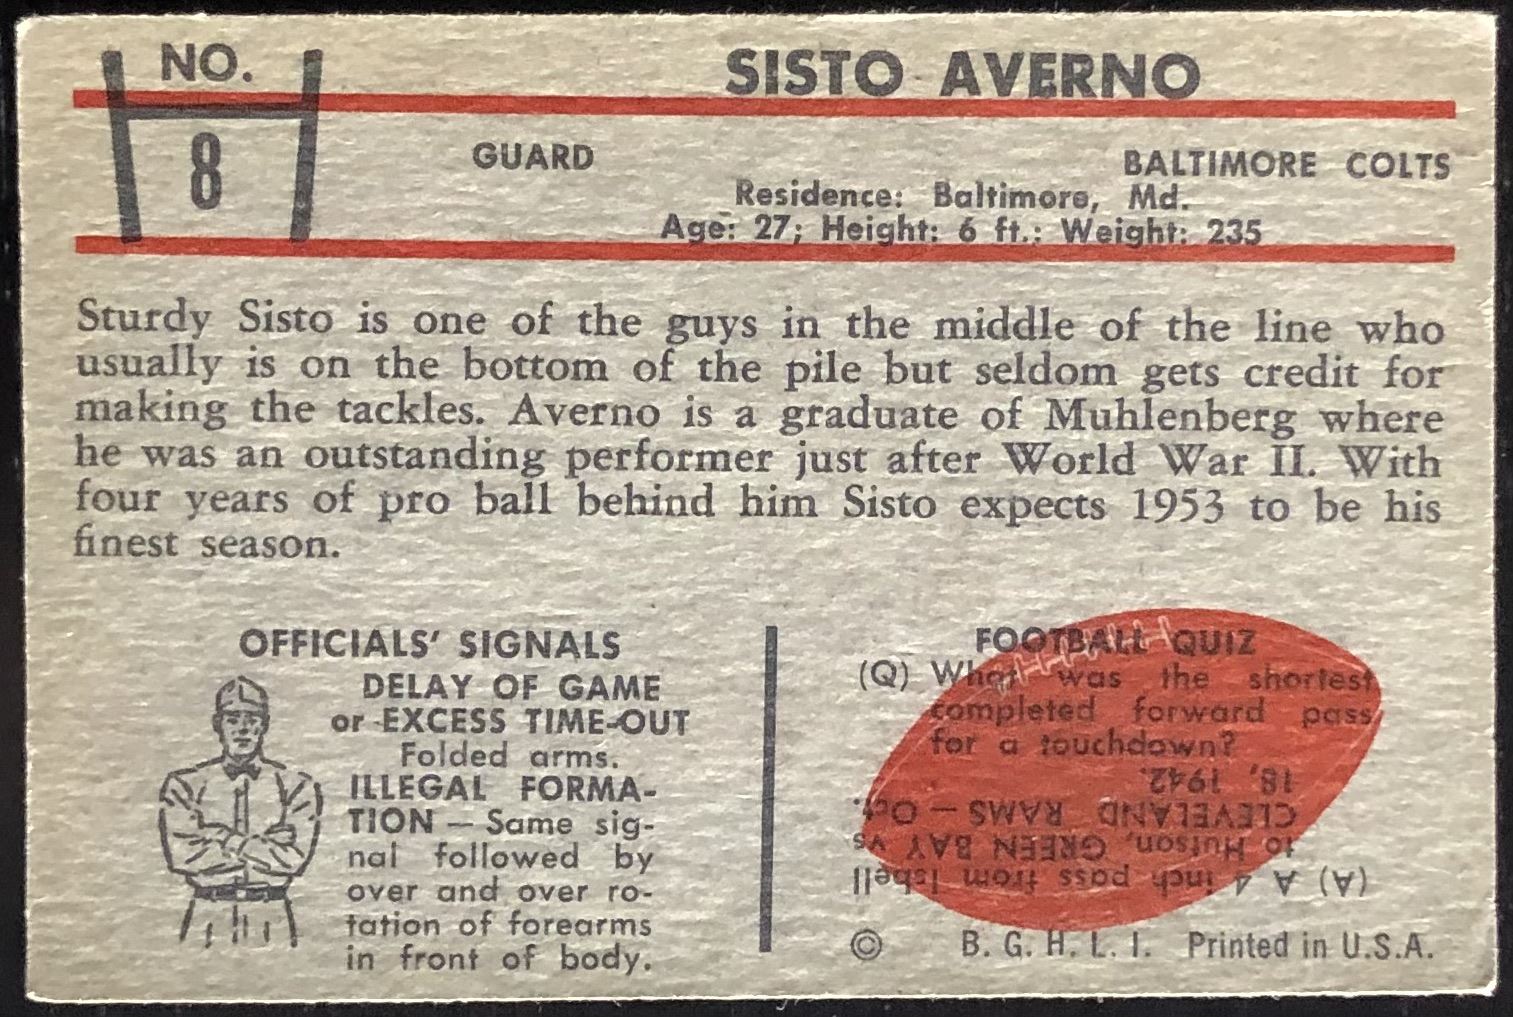 NO.
8
SISTO AVERNO
GUARD
BALTIMORE COLTS
Residence: Baltimore, Md.
Age: 27; Height: 6 ft.; Weight: 235
Sturdy Sisto is one of the guys in the middle of the line who
usually is on the bottom of the pile but seldom gets credit for
making the tackles. Averno is a graduate of Muhlenberg where
he was an outstanding performer just after World War II. With
four years of pro ball behind him Sisto expects 1953 to be his
finest season.
OFFICIALS' SIGNALS
DELAY OF GAME
or EXCESS TIME-OUT
Folded arms.
ILLEGAL FORMA-
TION — Same sig-
nal followed by
over and over ro-
tation of forearms
in front of body.
FOOTBALL QUIZ
(Q) What was the shortest
completed forward pass
for a touchdown?
(A) A 4 inch pass from Isbell
to Hutson, GREEN BAY vs
CLEVELAND RAMS — Oct.
18, 1942.
© B. G. H. L. I. Printed in U.S.A.